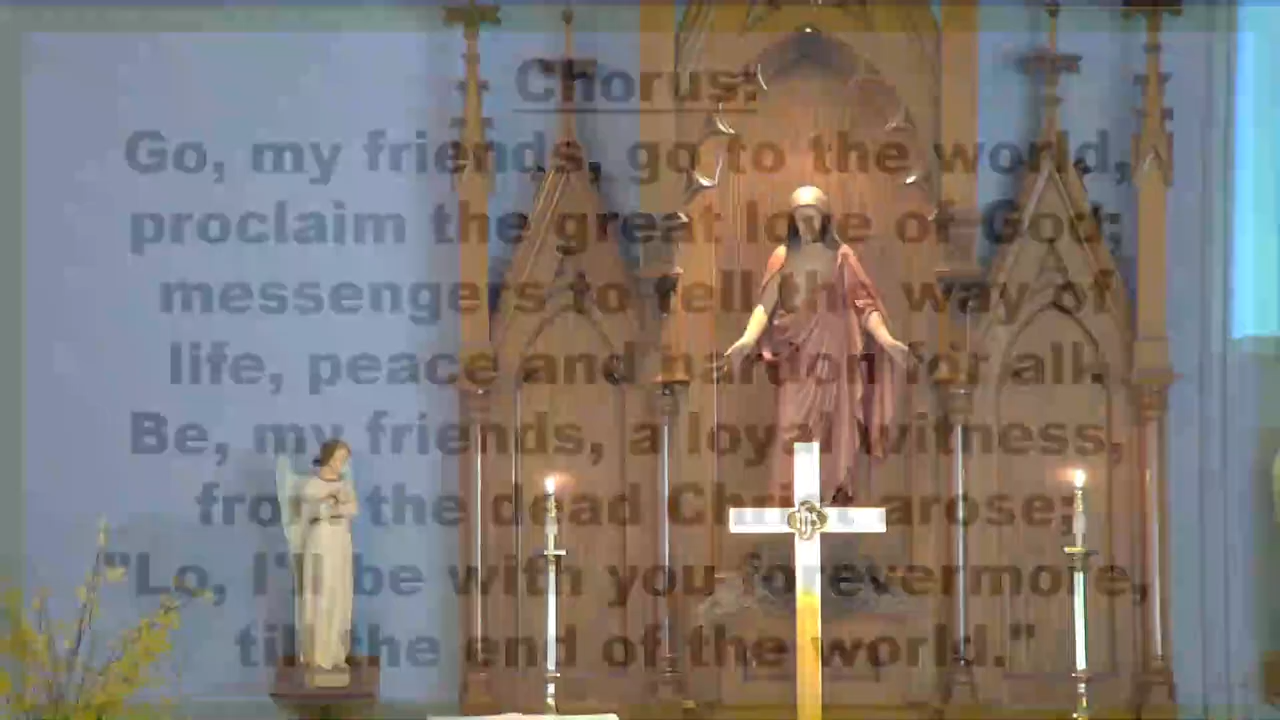 Chorus:
Go, my friends, go to the world,
proclaim the great love of God;
messengers to tell the way of
life, peace and pardon for all.
Be, my friends, a loyal witness,
from the dead Christ arose;
"Lo, I'll be with you forevermore,
till the end of the world."
IHS